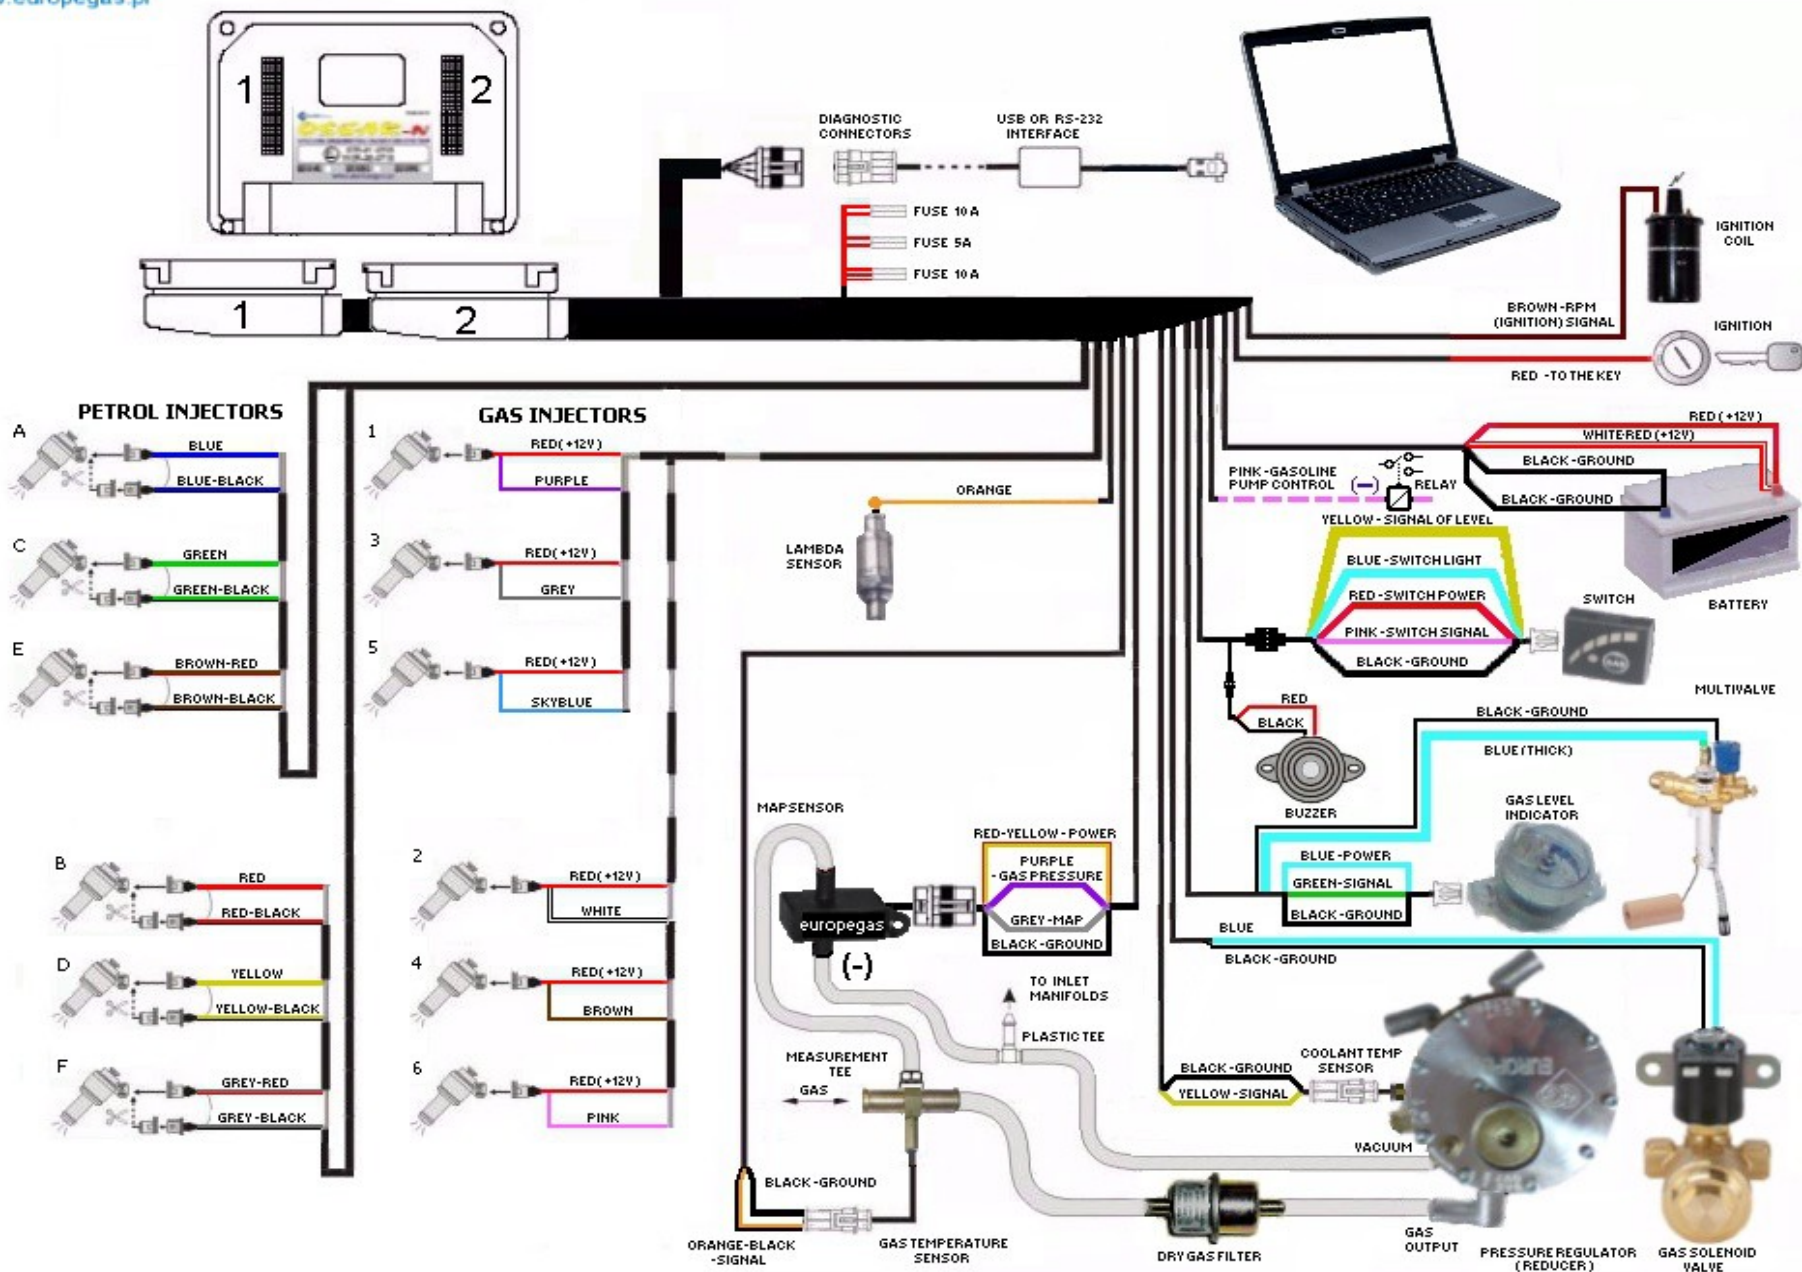 .europegas.pl
1
2
OSCAR-N
1
2
DIAGNOSTIC
CONNECTORS
USB OR RS-232
INTERFACE
FUSE 10A
FUSE 5A
FUSE 10A
IGNITION
COIL
BROWN-RPM
(IGNITION) SIGNAL
IGNITION
RED -TO THE KEY
PETROL INJECTORS
A
BLUE
BLUE-BLACK
C
GREEN
GREEN-BLACK
E
BROWN-RED
BROWN-BLACK
B
RED
RED-BLACK
D
YELLOW
YELLOW-BLACK
F
GREY-RED
GREY-BLACK
GAS INJECTORS
1
RED(+12V)
PURPLE
3
RED(+12V)
GREY
5
RED(+12V)
SKYBLUE
2
RED(+12V)
WHITE
4
RED(+12V)
BROWN
6
RED(+12V)
PINK
ORANGE
LAMBDA
SENSOR
RED(+12V)
WHITE-RED(+12V)
BLACK-GROUND
BLACK-GROUND
BATTERY
PINK-GASOLINE
PUMP CONTROL
(-)
RELAY
YELLOW-SIGNAL OF LEVEL
BLUE-SWITCH LIGHT
RED-SWITCH POWER
PINK-SWITCH SIGNAL
BLACK-GROUND
SWITCH
GAS
RED
BLACK
BUZZER
MULTIVALVE
BLACK-GROUND
BLUE(THICK)
GAS LEVEL
INDICATOR
BLUE-POWER
GREEN-SIGNAL
BLACK-GROUND
BLUE
BLACK-GROUND
MAP SENSOR
europegas
(-)
RED-YELLOW-POWER
PURPLE
-GAS PRESSURE
GREY-MAP
BLACK-GROUND
TO INLET
MANIFOLDS
PLASTIC TEE
MEASUREMENT
TEE
GAS
BLACK-GROUND
YELLOW-SIGNAL
COOLANT TEMP
SENSOR
VACUUM
BLACK-GROUND
ORANGE-BLACK
-SIGNAL
GAS TEMPERATURE
SENSOR
DRY GAS FILTER
GAS
OUTPUT
PRESSURE REGULATOR
(REDUCER)
GAS SOLENOID
VALVE